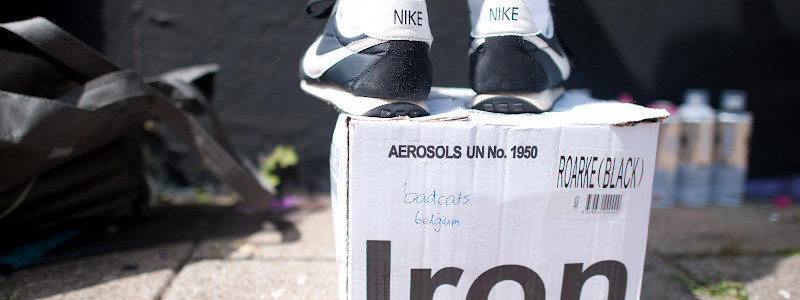 NIKE
NIKE
AEROSOLS UN No. 1950
ROARKE (BLACK)
badcats
belgium
Iron